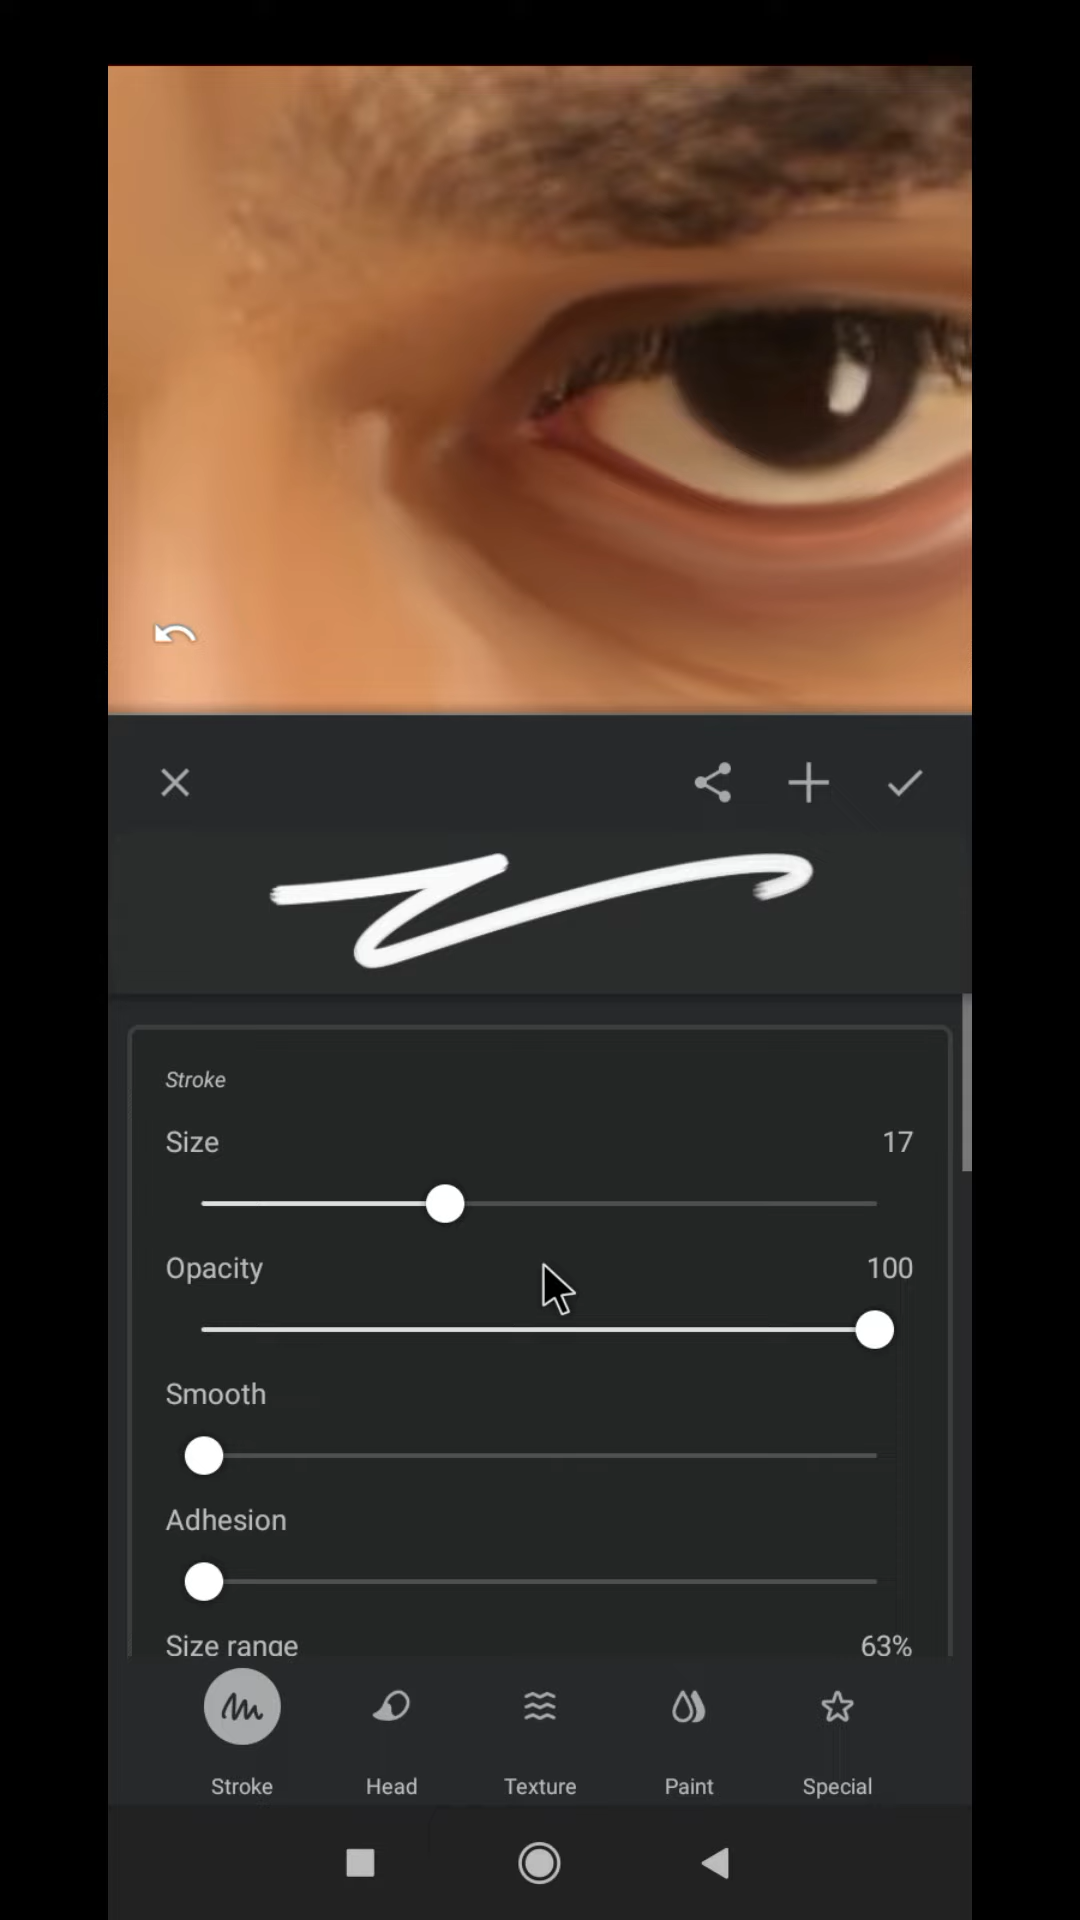 Stroke
Size 17
Opacity 100
Smooth
Adhesion
Size range 63%
Stroke Head Texture Paint Special